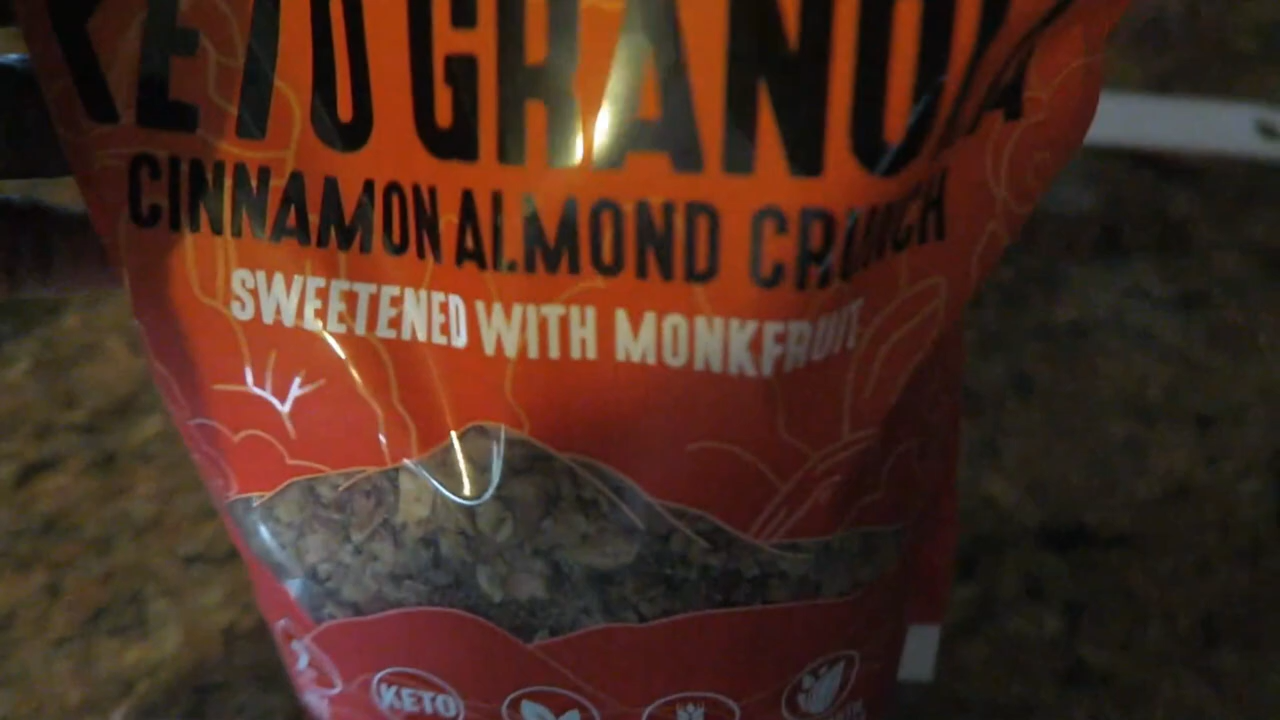 KETO GRANOLA
CINNAMON ALMOND CRUNCH
SWEETENED WITH MONKFRUIT
KETO